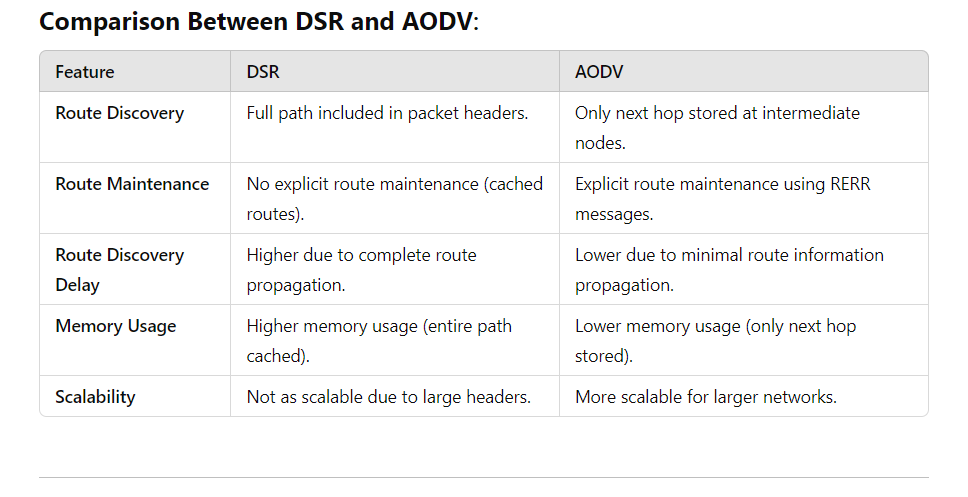 Comparison Between DSR and AODV:
Feature DSR AODV
Route Discovery Full path included in packet headers. Only next hop stored at intermediate
nodes.
Route Maintenance No explicit route maintenance (cached Explicit route maintenance using RERR
routes). messages.
Route Discovery Higher due to complete route Lower due to minimal route information
Delay propagation. propagation.
Memory Usage Higher memory usage (entire path Lower memory usage (only next hop
cached). stored).
Scalability Not as scalable due to large headers. More scalable for larger networks.